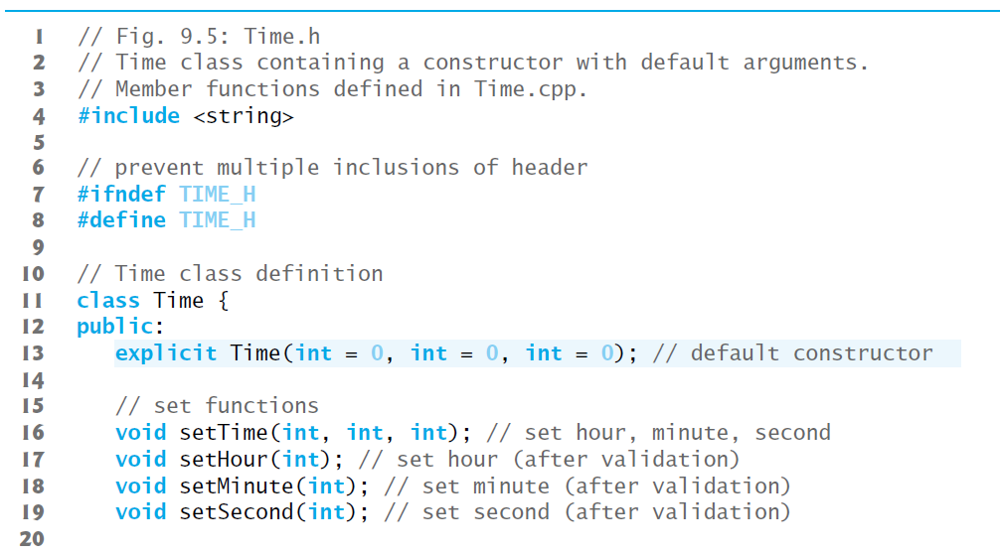 1 // Fig. 9.5: Time.h
2 // Time class containing a constructor with default arguments.
3 // Member functions defined in Time.cpp.
4 #include <string>
5
6 // prevent multiple inclusions of header
7 #ifndef TIME_H
8 #define TIME_H
9
10 // Time class definition
11 class Time {
12 public:
13    explicit Time(int = 0, int = 0, int = 0); // default constructor
14
15    // set functions
16    void setTime(int, int, int); // set hour, minute, second
17    void setHour(int); // set hour (after validation)
18    void setMinute(int); // set minute (after validation)
19    void setSecond(int); // set second (after validation)
20